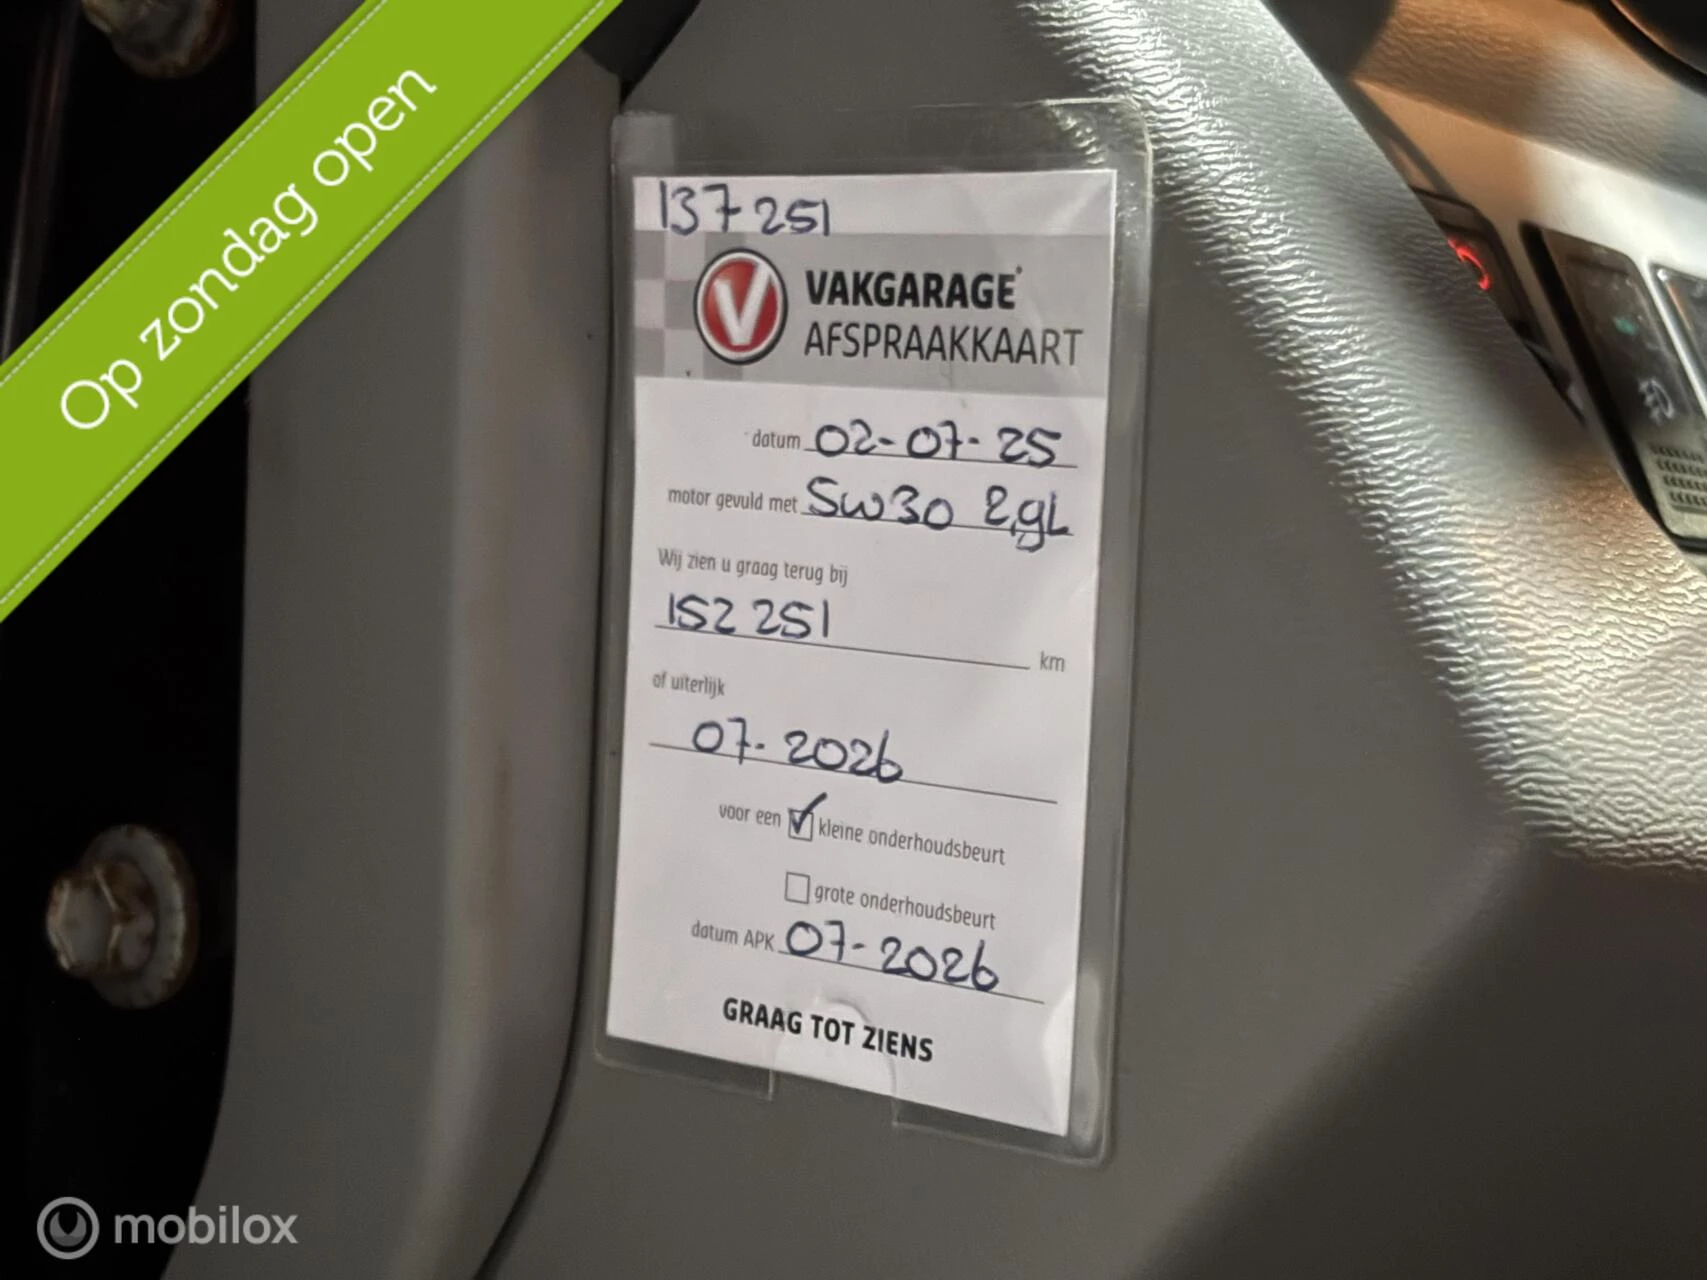 Op zondag open
137251
V VAKGARAGE®
AFSPRAAKKAART
datum 02-07-25
motor gevuld met 5w30 2,9L
Wij zien u graag terug bij
152 251 km
of uiterlijk
07-2026
voor een kleine onderhoudsbeurt
grote onderhoudsbeurt
datum APK 07-2026
GRAAG TOT ZIENS
mobilox